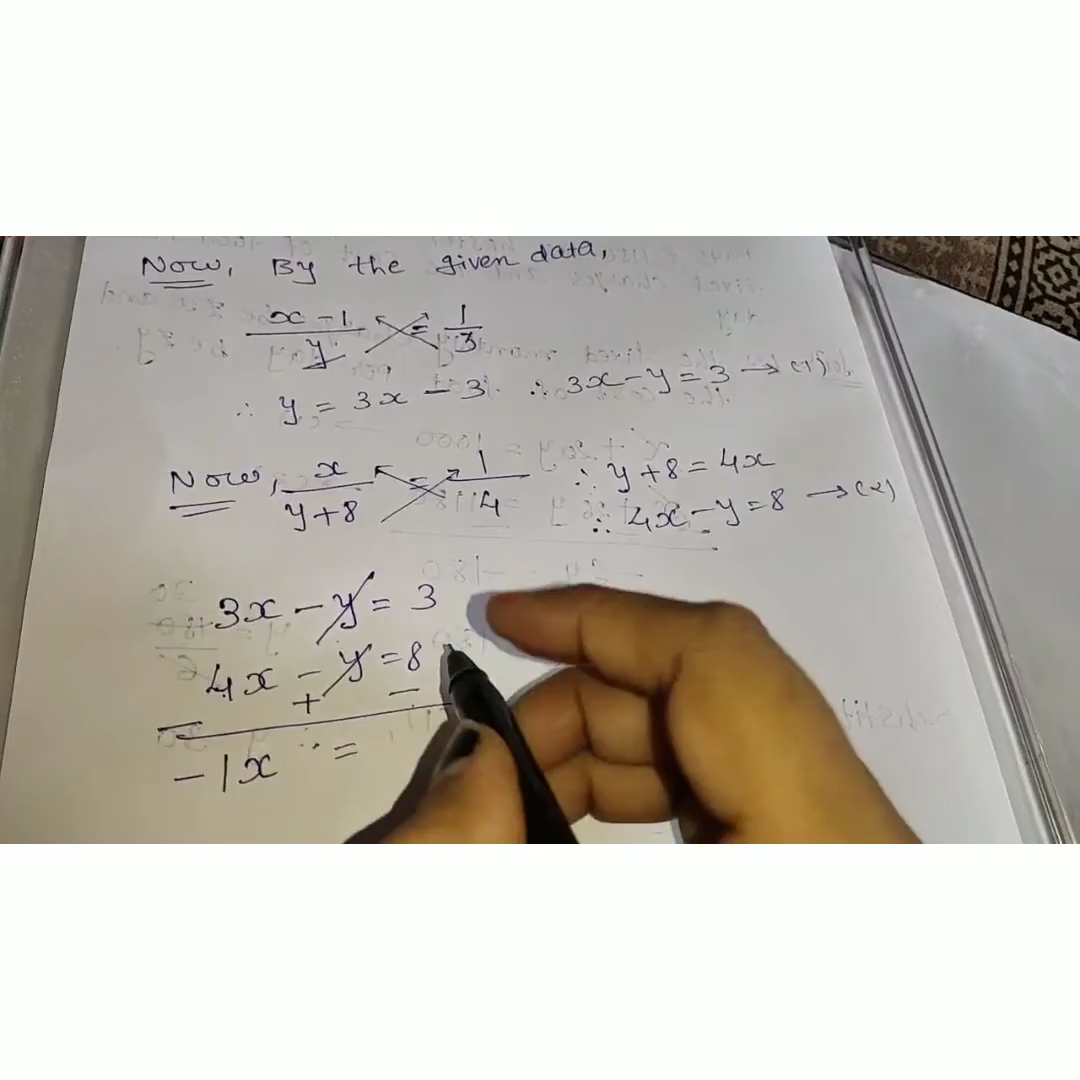 Now, By the given data,
x - 1 / y = 1 / 3
∴ y = 3x - 3 ∴ 3x - y = 3 → (1)
Now, x / y + 8 = 1 / 4 ∴ y + 8 = 4x
∴ 4x - y = 8 → (2)
3x - y = 3
4x - y = 8
+ -
- 1x =